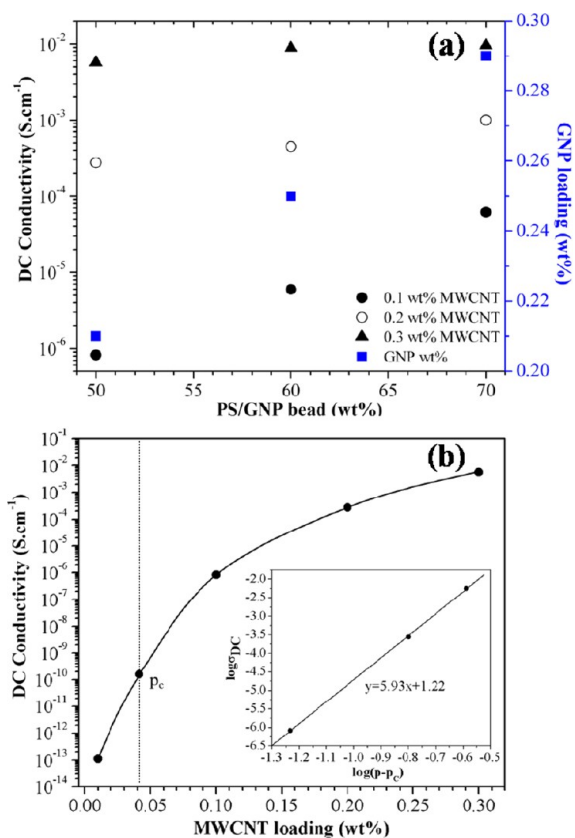 (a)
DC Conductivity (S.cm⁻¹)
10⁻²
10⁻³
10⁻⁴
10⁻⁵
10⁻⁶
0.30
0.28
0.26
0.24
0.22
0.20
GNP loading (wt%)
0.1 wt% MWCNT
0.2 wt% MWCNT
0.3 wt% MWCNT
GNP wt%
50 55 60 65 70
PS/GNP bead (wt%)
(b)
DC Conductivity (S.cm⁻¹)
10⁻¹
10⁻²
10⁻³
10⁻⁴
10⁻⁵
10⁻⁶
10⁻⁷
10⁻⁸
10⁻⁹
10⁻¹⁰
10⁻¹¹
10⁻¹²
10⁻¹³
10⁻¹⁴
pc
logσDC
-2.0
-2.5
-3.0
-3.5
-4.0
-4.5
-5.0
-5.5
-6.0
-6.5
y=5.93x+1.22
-1.3 -1.2 -1.1 -1.0 -0.9 -0.8 -0.7 -0.6 -0.5
log(p-pC)
0.00 0.05 0.10 0.15 0.20 0.25 0.30
MWCNT loading (wt%)